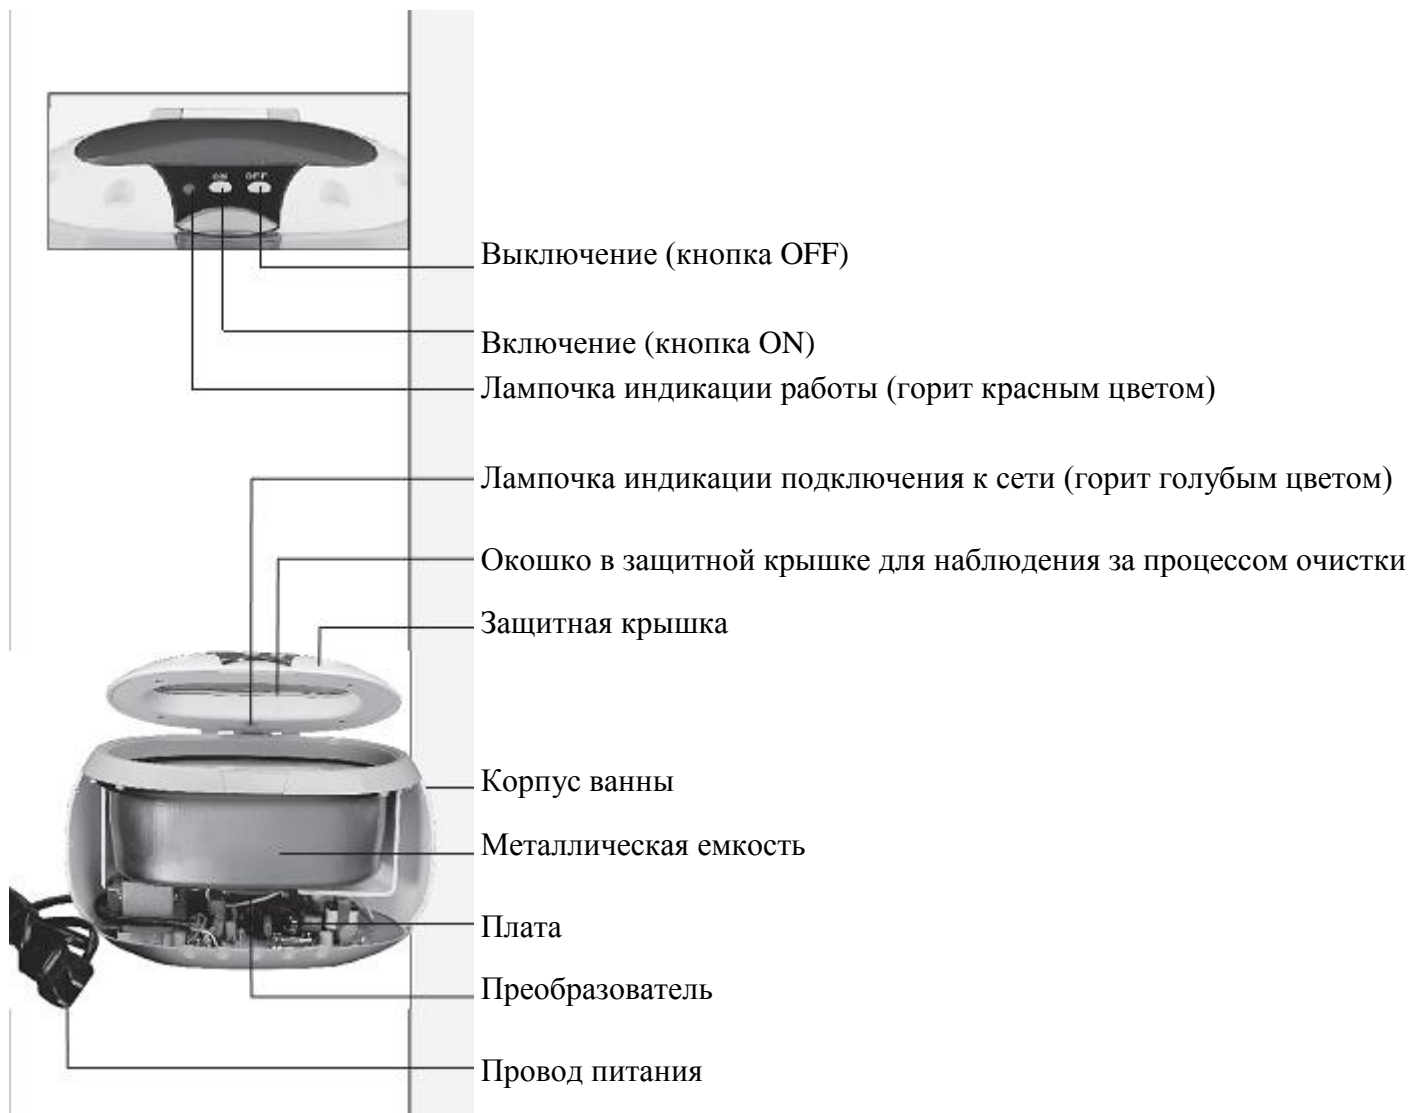 ON OFF
Выключение (кнопка OFF)
Включение (кнопка ON)
Лампочка индикации работы (горит красным цветом)
Лампочка индикации подключения к сети (горит голубым цветом)
Окошко в защитной крышке для наблюдения за процессом очистки
Защитная крышка
Корпус ванны
Металлическая емкость
Плата
Преобразователь
Провод питания